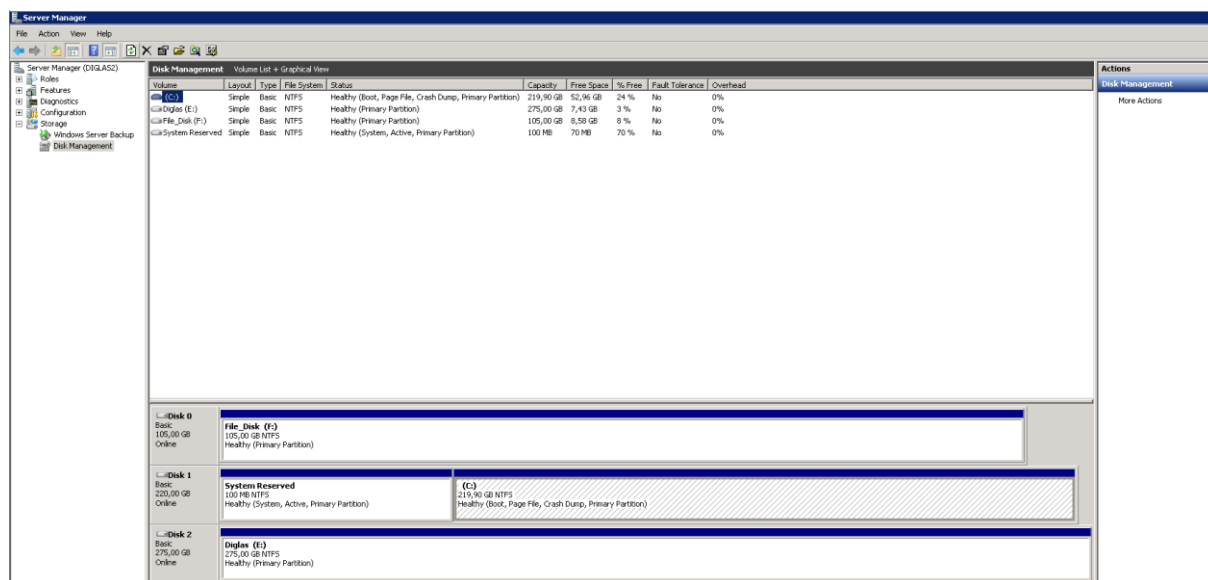 Server Manager
File Action View Help
Server Manager (DIGLAS2)
Roles
Features
Diagnostics
Configuration
Storage
Windows Server Backup
Disk Management
Disk Management Volume List + Graphical View
Volume Layout Type File System Status Capacity Free Space % Free Fault Tolerance Overhead
(C:) Simple Basic NTFS Healthy (Boot, Page File, Crash Dump, Primary Partition) 219,90 GB 52,96 GB 24 % No 0%
Diglas (E:) Simple Basic NTFS Healthy (Primary Partition) 275,00 GB 7,43 GB 3 % No 0%
File_Disk (F:) Simple Basic NTFS Healthy (Primary Partition) 105,00 GB 8,58 GB 8 % No 0%
System Reserved Simple Basic NTFS Healthy (System, Active, Primary Partition) 100 MB 70 MB 70 % No 0%
Disk 0
Basic
105,00 GB
Online
File_Disk (F:)
105,00 GB NTFS
Healthy (Primary Partition)
Disk 1
Basic
220,00 GB
Online
System Reserved
100 MB NTFS
Healthy (System, Active, Primary Partition)
(C:)
219,90 GB NTFS
Healthy (Boot, Page File, Crash Dump, Primary Partition)
Disk 2
Basic
275,00 GB
Online
Diglas (E:)
275,00 GB NTFS
Healthy (Primary Partition)
Actions
Disk Management
More Actions